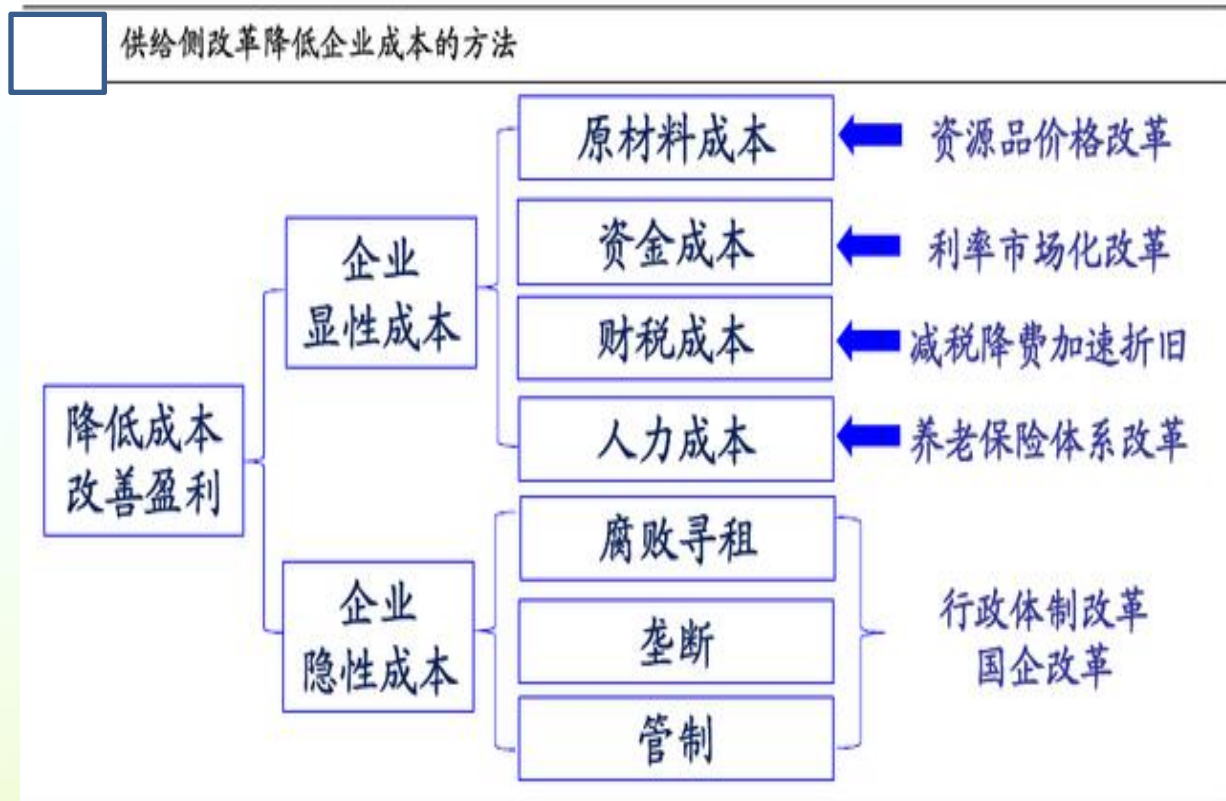 供给侧改革降低企业成本的方法
原材料成本
资源品价格改革
企业
显性成本
资金成本
利率市场化改革
财税成本
减税降费加速折旧
降低成本
改善盈利
人力成本
养老保险体系改革
腐败寻租
企业
隐性成本
垄断
行政体制改革
国企改革
管制